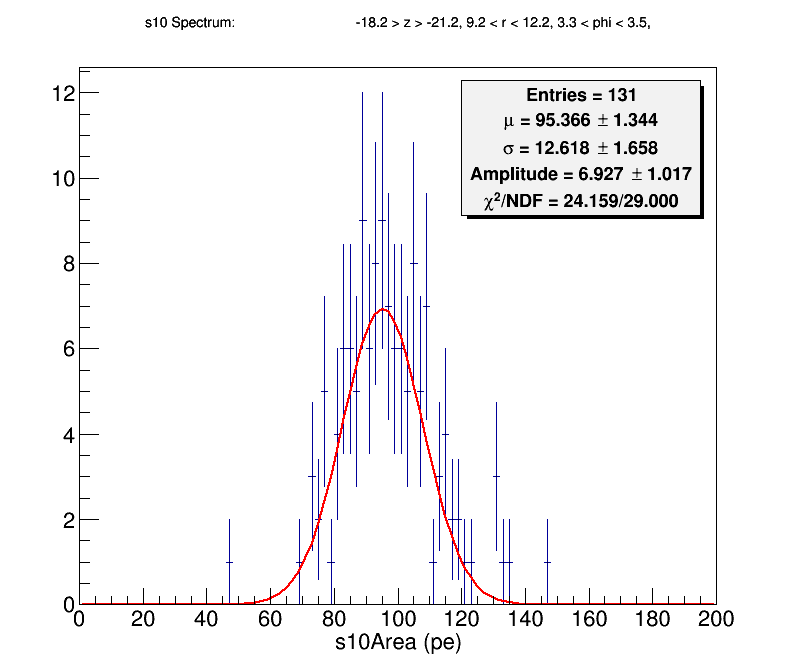 s10 Spectrum: -18.2 > z > -21.2, 9.2 < r < 12.2, 3.3 < phi < 3.5,
Entries = 131
μ = 95.366 ± 1.344
σ = 12.618 ± 1.658
Amplitude = 6.927 ± 1.017
χ²/NDF = 24.159/29.000
12
10
8
6
4
2
0
0 20 40 60 80 100 120 140 160 180 200
s10Area (pe)